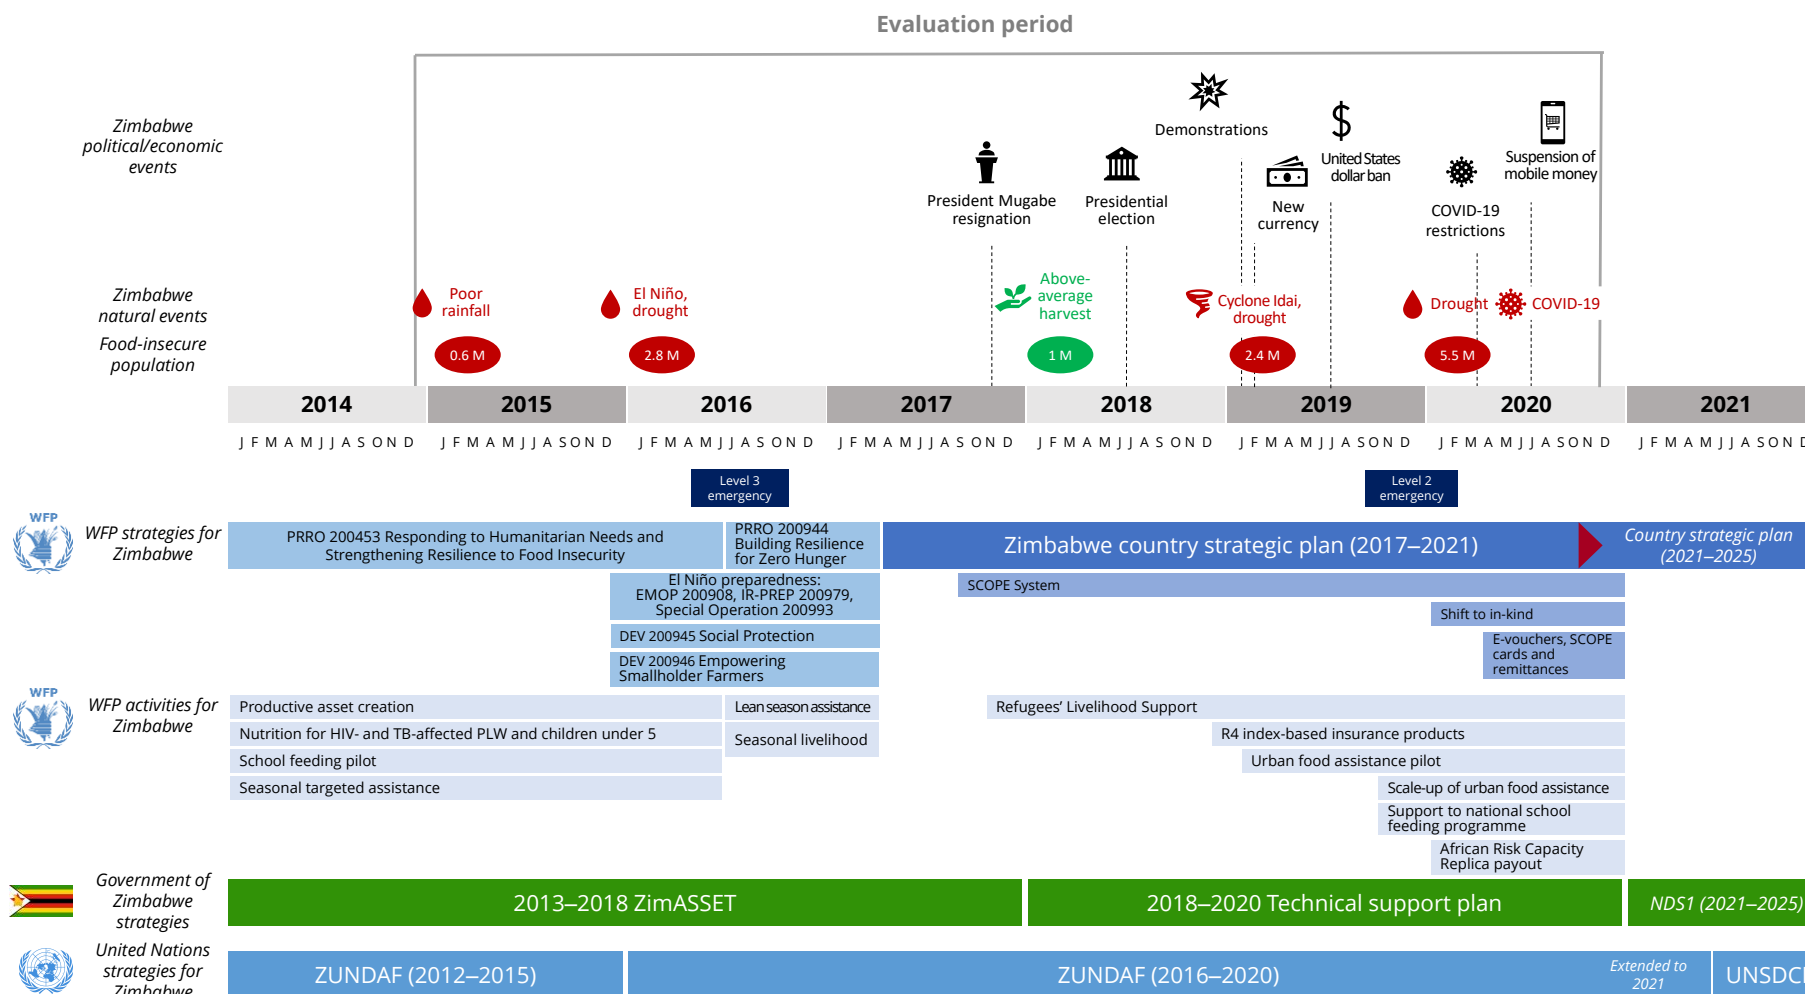 Evaluation period
Zimbabwe
political/economic
events
Demonstrations
United States
dollar ban
Suspension of
mobile money
President Mugabe
resignation
Presidential
election
New
currency
COVID-19
restrictions
Zimbabwe
natural events
Poor
rainfall
El Niño,
drought
Above-
average
harvest
Cyclone Idai,
drought
Drought
COVID-19
Food-insecure
population
0.6 M
2.8 M
1 M
2.4 M
5.5 M
2014 2015 2016 2017 2018 2019 2020 2021
J F M A M J J A S O N D J F M A M J J A S O N D J F M A M J J A S O N D J F M A M J J A S O N D J F M A M J J A S O N D J F M A M J J A S O N D J F M A M J J A S O N D J F M A M J J A S O N D
Level 3
emergency
Level 2
emergency
WFP
WFP strategies for
Zimbabwe
PRRO 200453 Responding to Humanitarian Needs and
Strengthening Resilience to Food Insecurity
PRRO 200944
Building Resilience
for Zero Hunger
Zimbabwe country strategic plan (2017–2021)
Country strategic plan
(2021–2025)
El Niño preparedness:
EMOP 200908, IR-PREP 200979,
Special Operation 200993
SCOPE System
Shift to in-kind
DEV 200945 Social Protection
E-vouchers, SCOPE
cards and
remittances
DEV 200946 Empowering
Smallholder Farmers
WFP
WFP activities for
Zimbabwe
Productive asset creation
Lean season assistance
Refugees’ Livelihood Support
Nutrition for HIV- and TB-affected PLW and children under 5
Seasonal livelihood
R4 index-based insurance products
School feeding pilot
Urban food assistance pilot
Seasonal targeted assistance
Scale-up of urban food assistance
Support to national school
feeding programme
African Risk Capacity
Replica payout
Government of
Zimbabwe
strategies
2013–2018 ZimASSET
2018–2020 Technical support plan
NDS1 (2021–2025)
United Nations
strategies for
Zimbabwe
ZUNDAF (2012–2015)
ZUNDAF (2016–2020)
Extended to
2021
UNSDCF